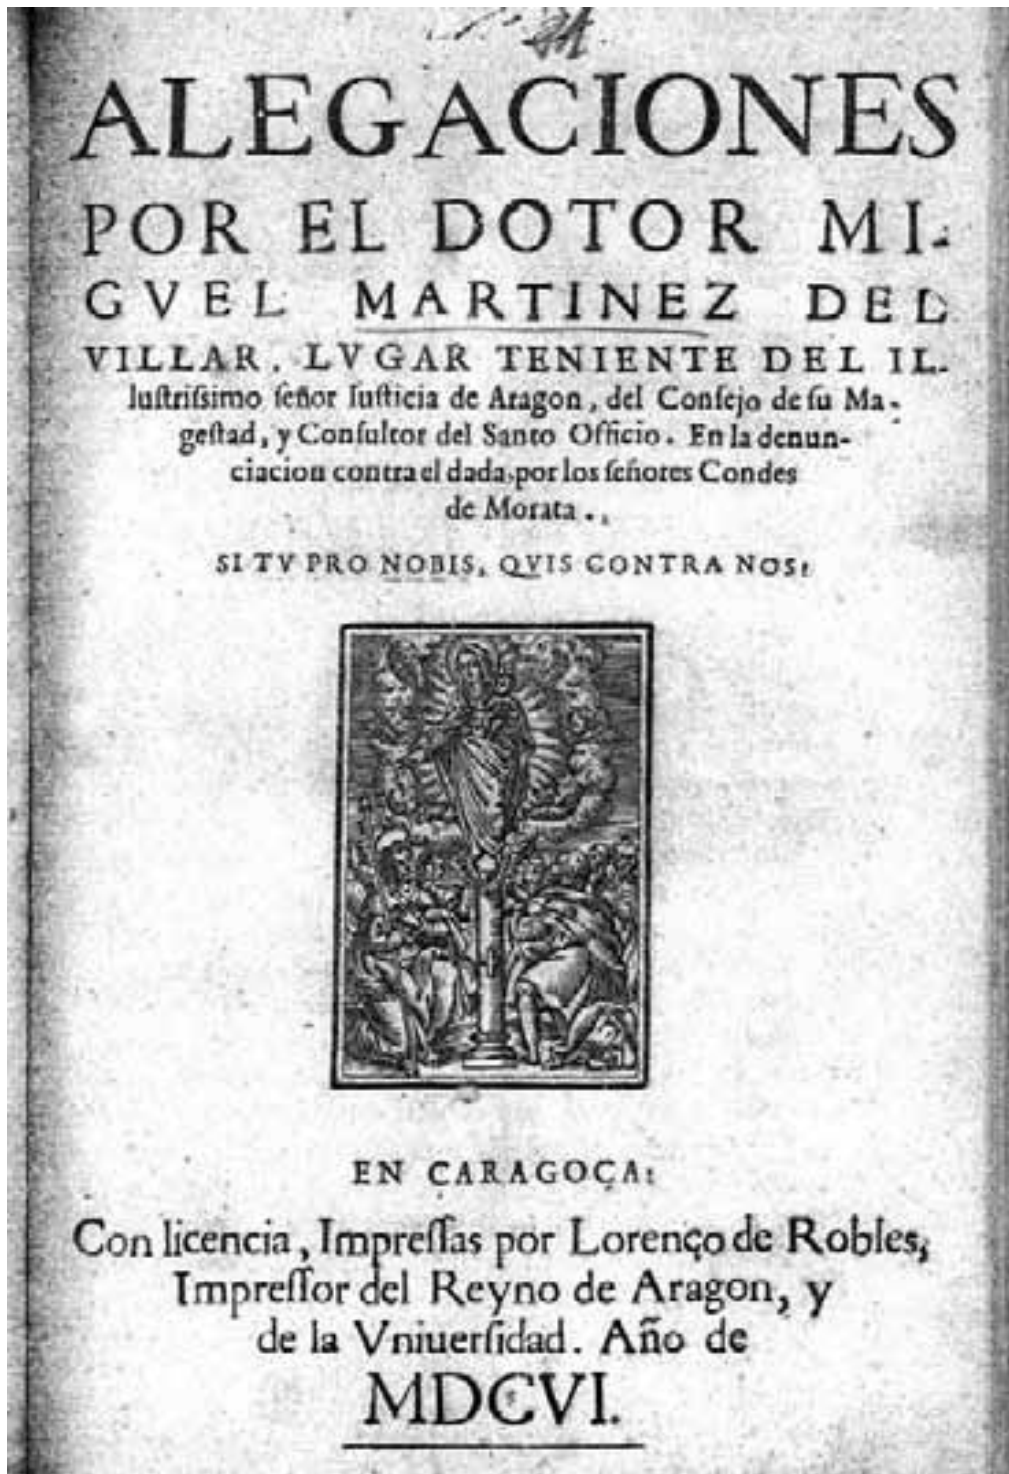 ALEGACIONES
POR EL DOTOR MI-
GVEL MARTINEZ DEL
VILLAR, LVGAR TENIENTE DEL IL-
luſtriſsimo ſeñor Iuſticia de Aragon, del Conſejo de ſu Ma-
geſtad, y Conſultor del Santo Officio. En la denun-
ciacion contra el dada, por los ſeñores Condes
de Morata.
SI TV PRO NOBIS, QVIS CONTRA NOS?
EN CARAGOÇA:
Con licencia, Impreſſas por Lorenço de Robles,
Impreſſor del Reyno de Aragon, y
de la Vniuerſidad. Año de
MDCVI.